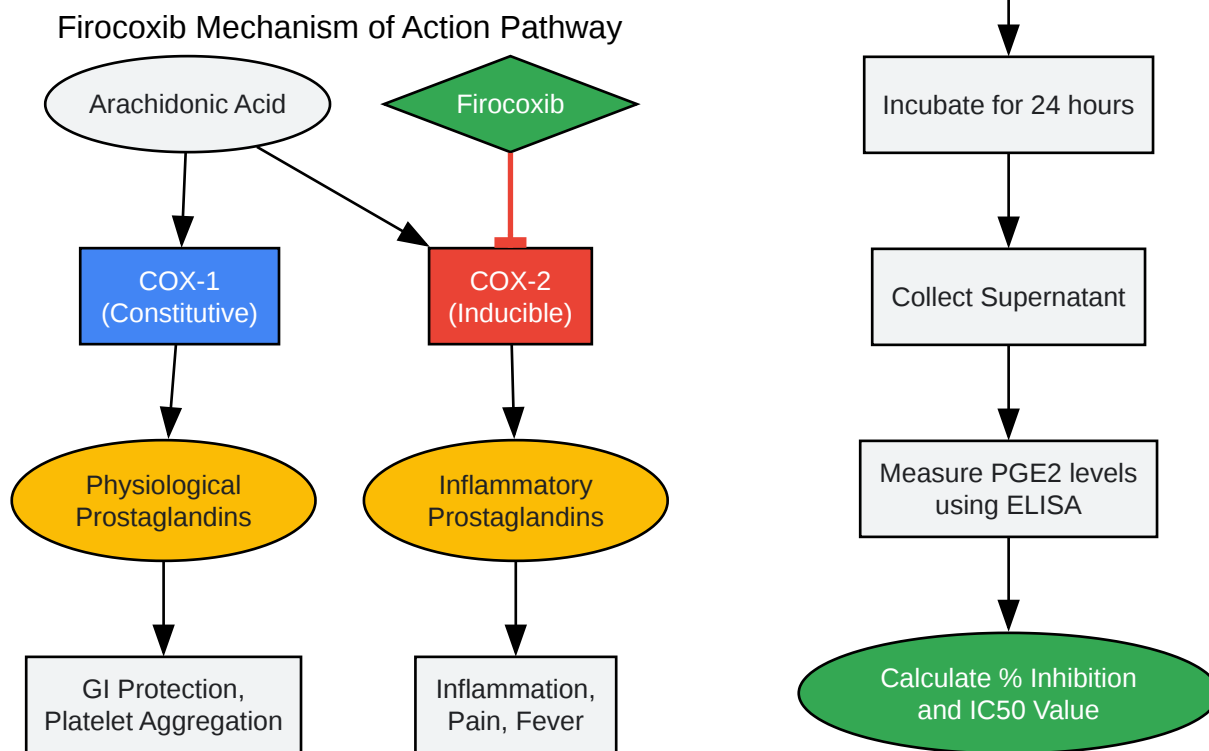 Firocoxib Mechanism of Action Pathway
Arachidonic Acid
Firocoxib
COX-1
(Constitutive)
COX-2
(Inducible)
Physiological
Prostaglandins
Inflammatory
Prostaglandins
GI Protection,
Platelet Aggregation
Inflammation,
Pain, Fever
Incubate for 24 hours
Collect Supernatant
Measure PGE2 levels
using ELISA
Calculate % Inhibition
and IC50 Value